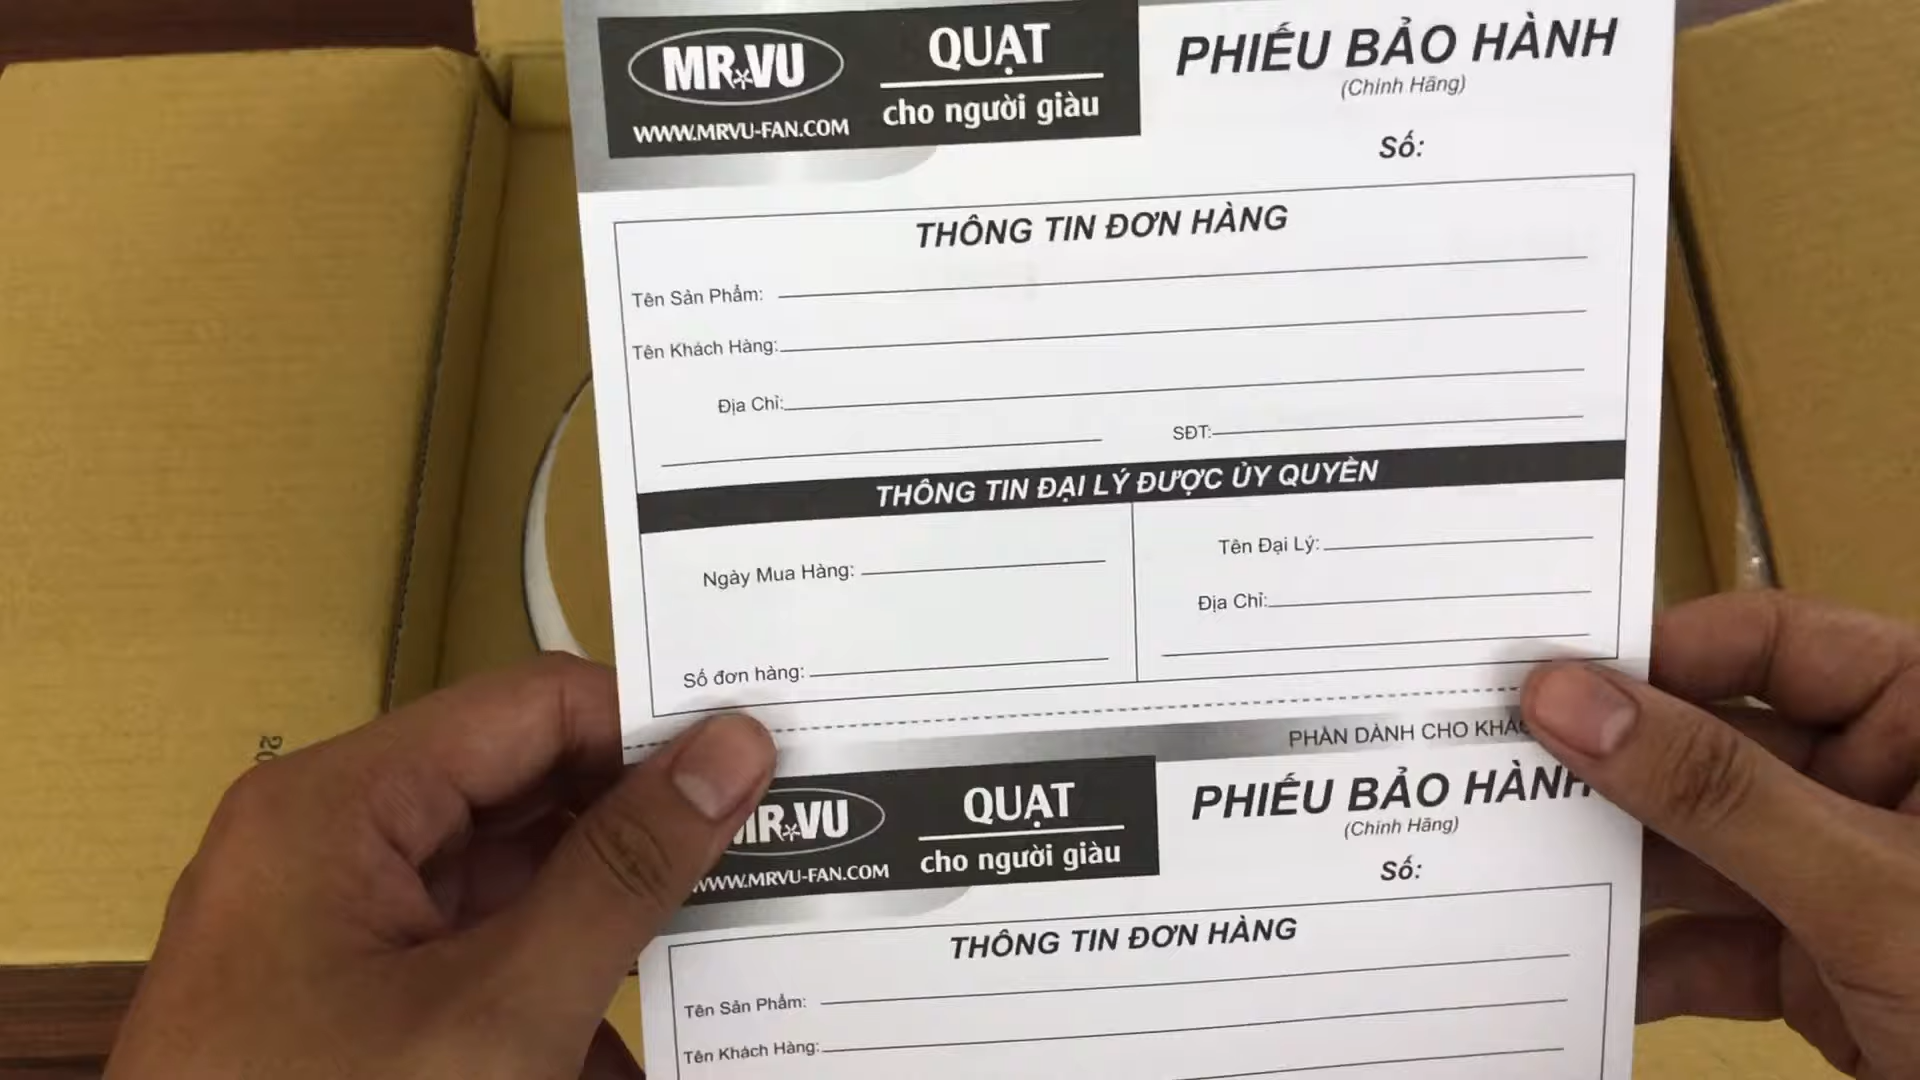 MR VU
WWW.MRVU-FAN.COM
QUẠT
cho người giàu
PHIẾU BẢO HÀNH
(Chính Hãng)
Số:
THÔNG TIN ĐƠN HÀNG
Tên Sản Phẩm:
Tên Khách Hàng:
Địa Chỉ:
SĐT:
THÔNG TIN ĐẠI LÝ ĐƯỢC ỦY QUYỀN
Ngày Mua Hàng:
Số đơn hàng:
Tên Đại Lý:
Địa Chỉ:
PHẦN DÀNH CHO
MR VU
WWW.MRVU-FAN.COM
QUẠT
cho người giàu
PHIẾU BẢO HÀNH
(Chính Hãng)
Số:
THÔNG TIN ĐƠN HÀNG
Tên Sản Phẩm:
Tên Khách Hàng: